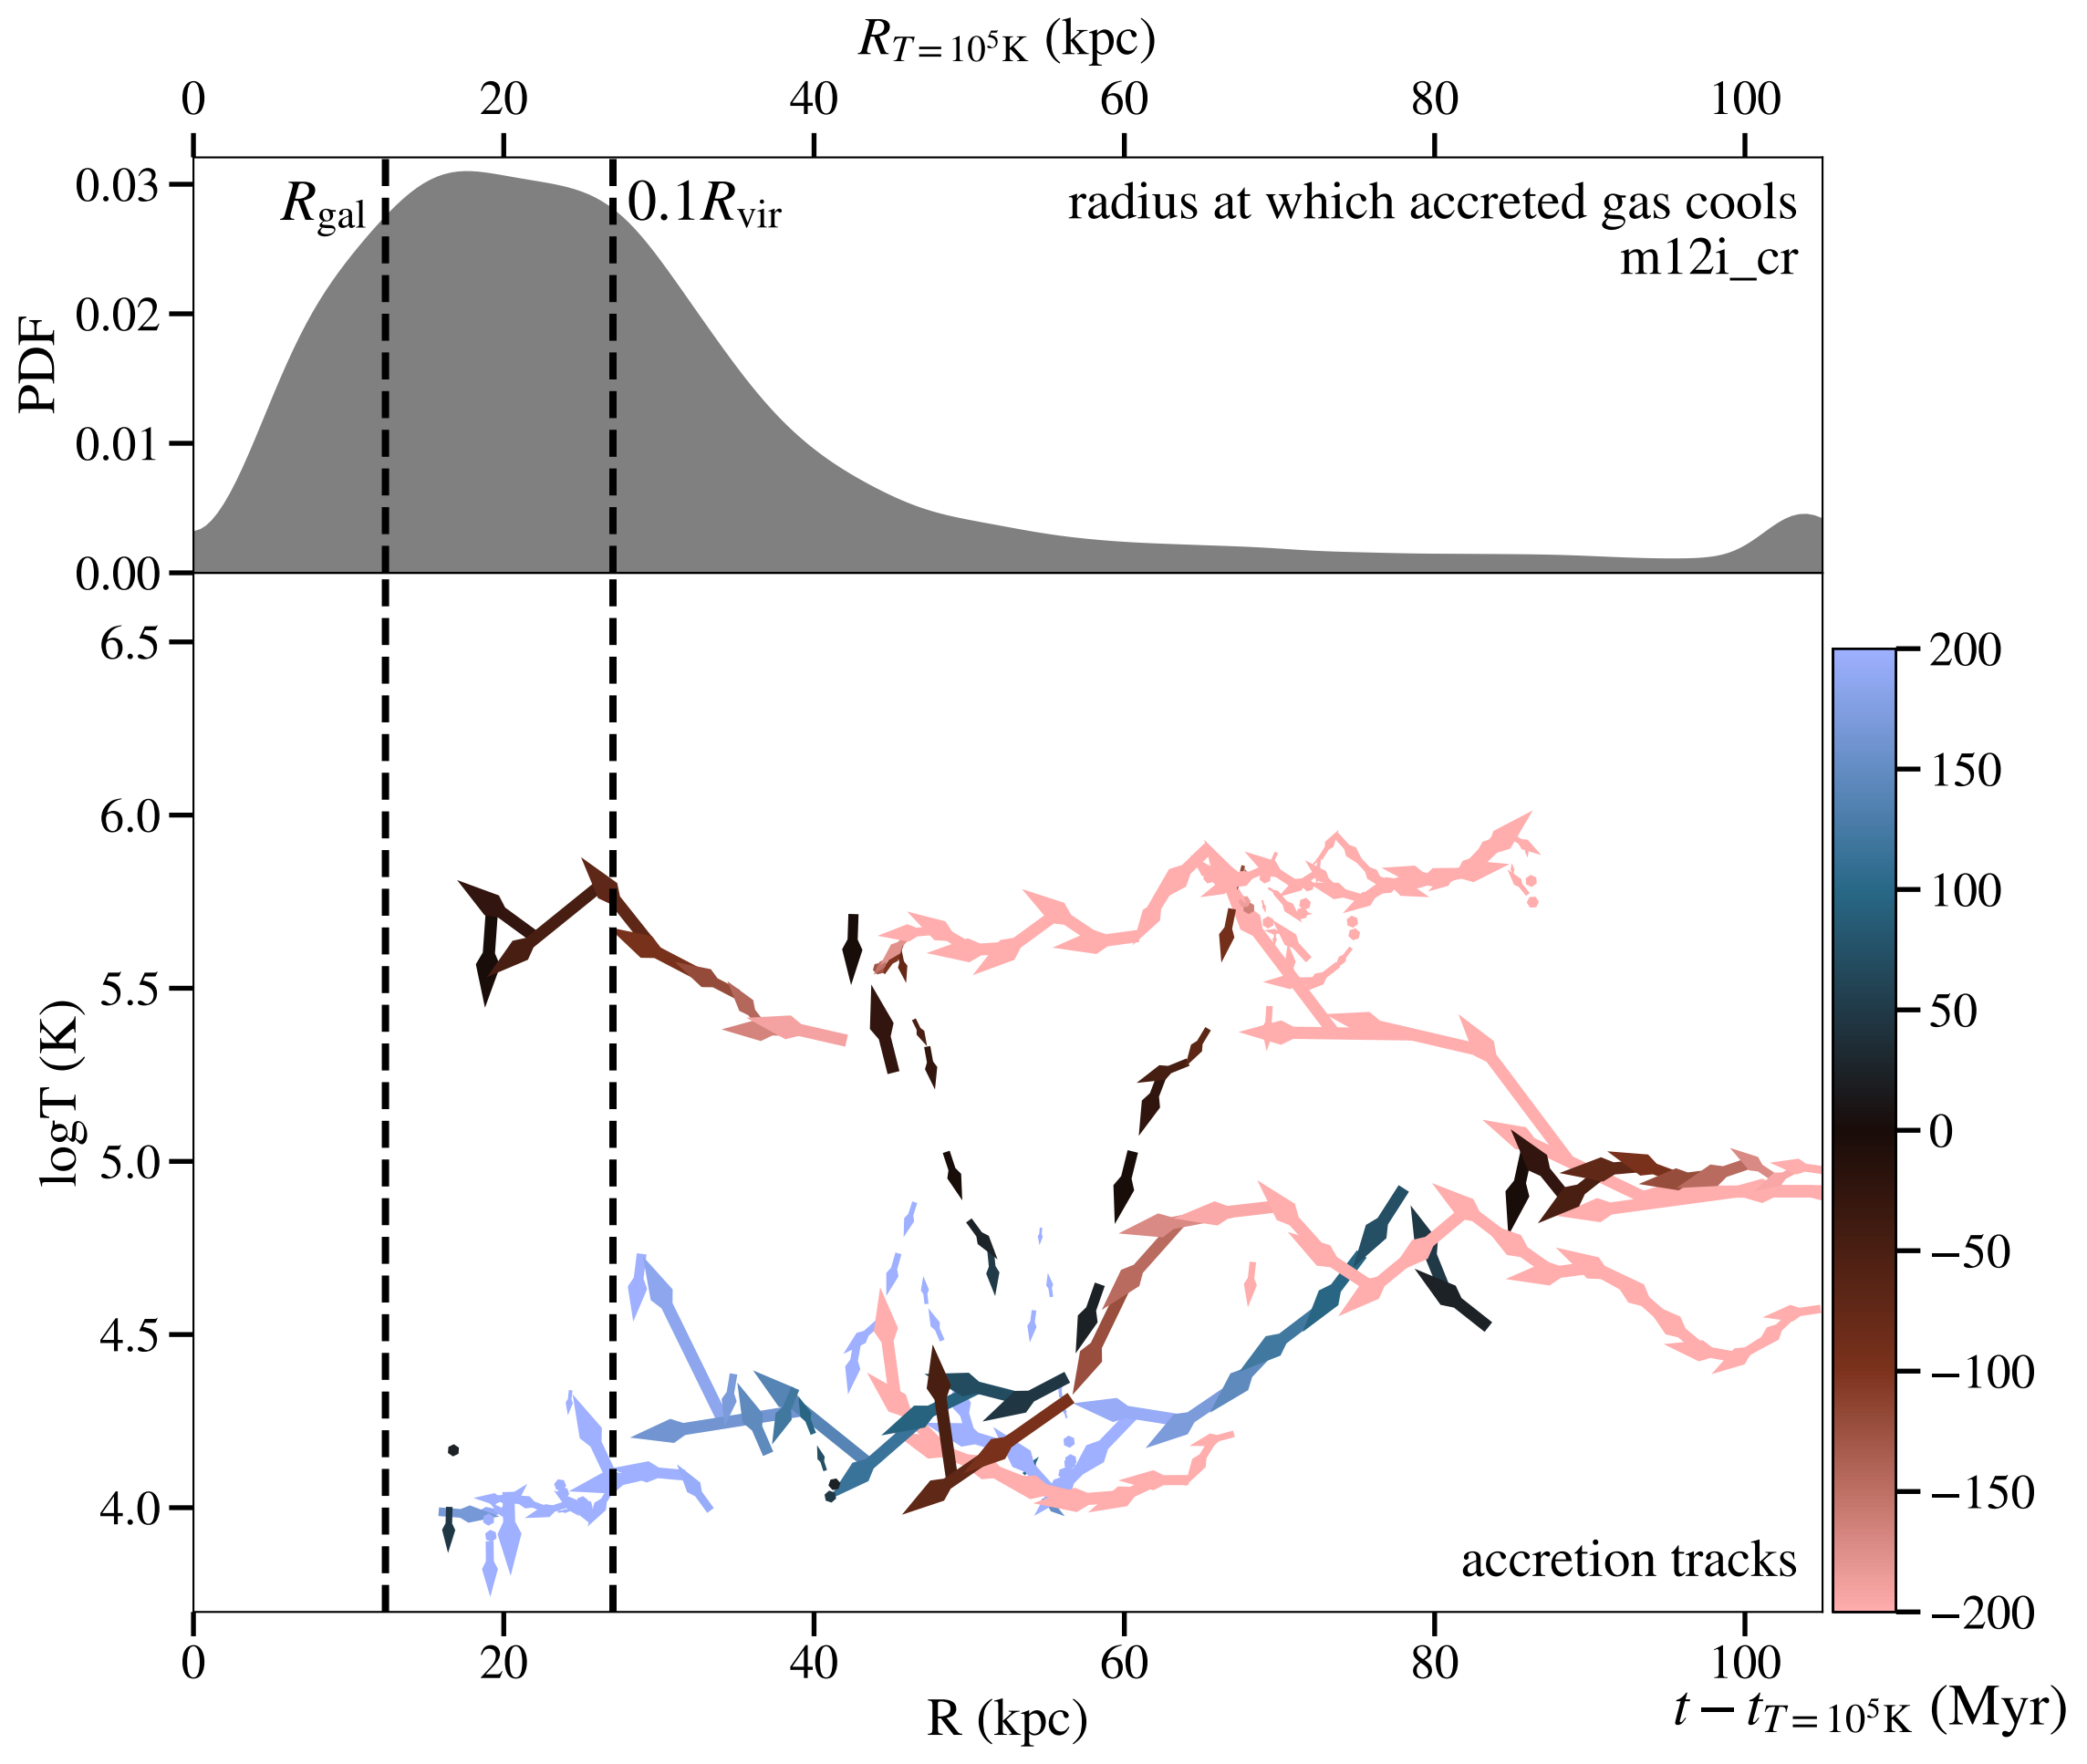 R_{T=10^5K} (kpc)
0 20 40 60 80 100
0.03
R_gal
0.1R_vir
radius at which accreted gas cools
m12i_cr
0.02
PDF
0.01
0.00
6.5
200
150
6.0
100
5.5
50
logT (K)
0
5.0
−50
4.5
−100
−150
4.0
accretion tracks
−200
0 20 40 60 80 100
R (kpc)
t − t_{T=10^5K} (Myr)